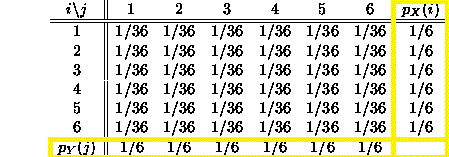 i\j 1 2 3 4 5 6 p_X(i)
1 1/36 1/36 1/36 1/36 1/36 1/36 1/6
2 1/36 1/36 1/36 1/36 1/36 1/36 1/6
3 1/36 1/36 1/36 1/36 1/36 1/36 1/6
4 1/36 1/36 1/36 1/36 1/36 1/36 1/6
5 1/36 1/36 1/36 1/36 1/36 1/36 1/6
6 1/36 1/36 1/36 1/36 1/36 1/36 1/6
p_Y(j) 1/6 1/6 1/6 1/6 1/6 1/6